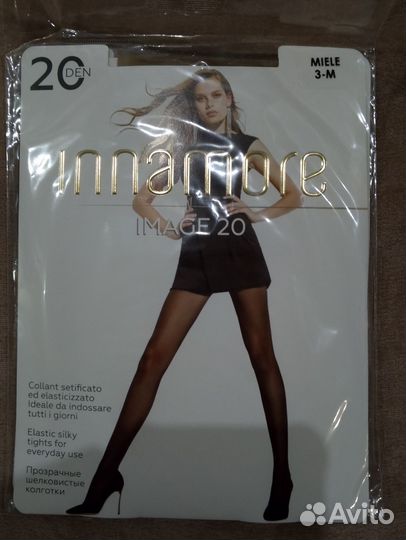 20 DEN
MIELE
3-M
innamore
IMAGE 20
Collant setificato
ed elasticizzato
Ideale da indossare
tutti i giorni
Elastic silky
tights for
everyday use
Прозрачные
шелковистые
колготки
Avito